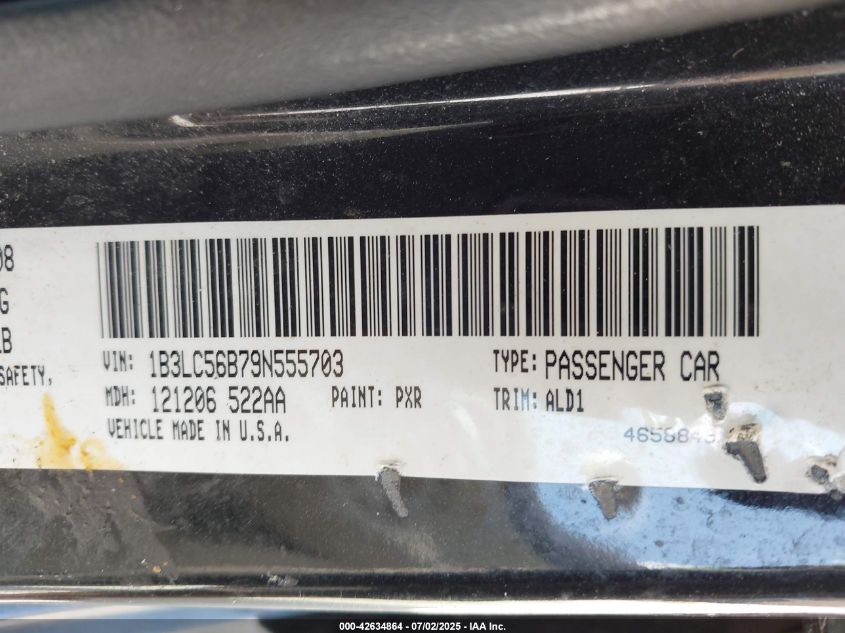 08
G
LB
SAFETY,
VIN: 1B3LC56B79N555703
TYPE: PASSENGER CAR
MDH: 121206 522AA
PAINT: PXR
TRIM: ALD1
VEHICLE MADE IN U.S.A.
000-42634864 / 07/02/2025 - IAA Inc.